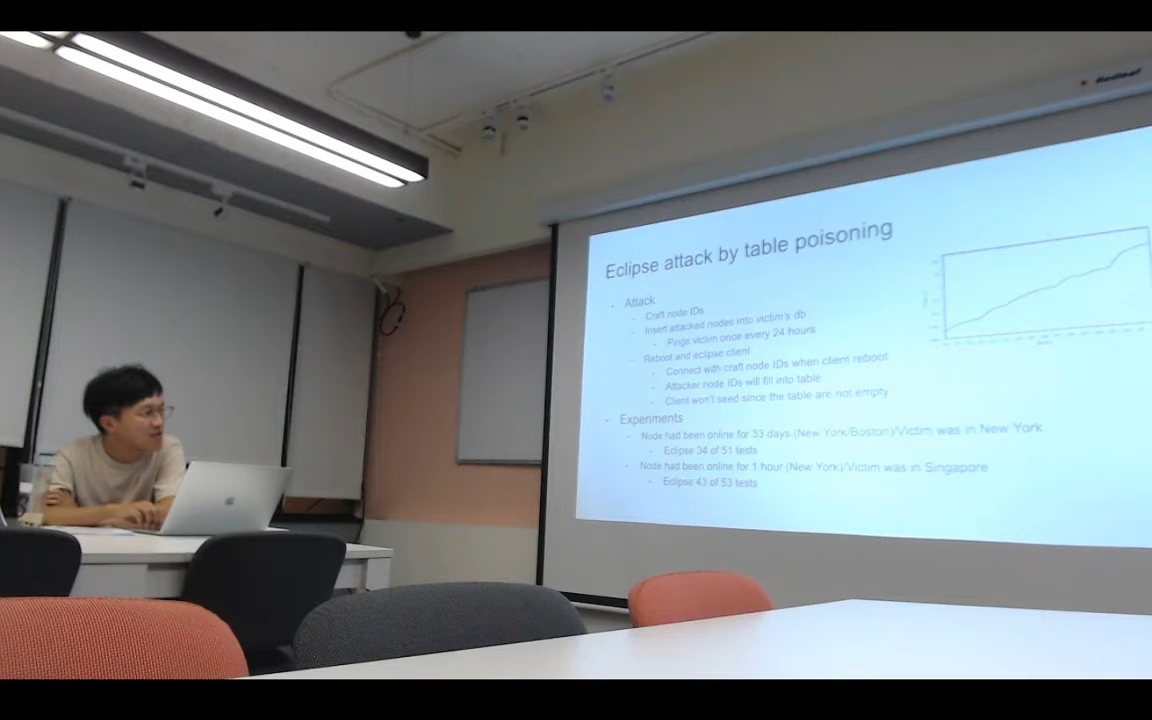 Eclipse attack by table poisoning
- Attack
- Craft node IDs
- Insert attacked nodes into victim's db
- Pings victim once every 24 hours
- Reboot and eclipse client
- Connect with craft node IDs when client reboot
- Attacker node IDs will fill into table
- Client won't seed since the table are not empty
- Experiments
- Node had been online for 33 days (New York/Boston)/Victim was in New York
- Eclipse 34 of 51 tests
- Node had been online for 1 hour (New York)/Victim was in Singapore
- Eclipse 43 of 53 tests